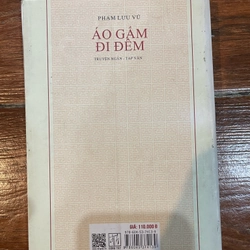 PHẠM LƯU VŨ
ÁO GẤM
ĐI ĐÊM
TRUYỆN NGẮN - TẠP VĂN
GIÁ: 110.000 Đ